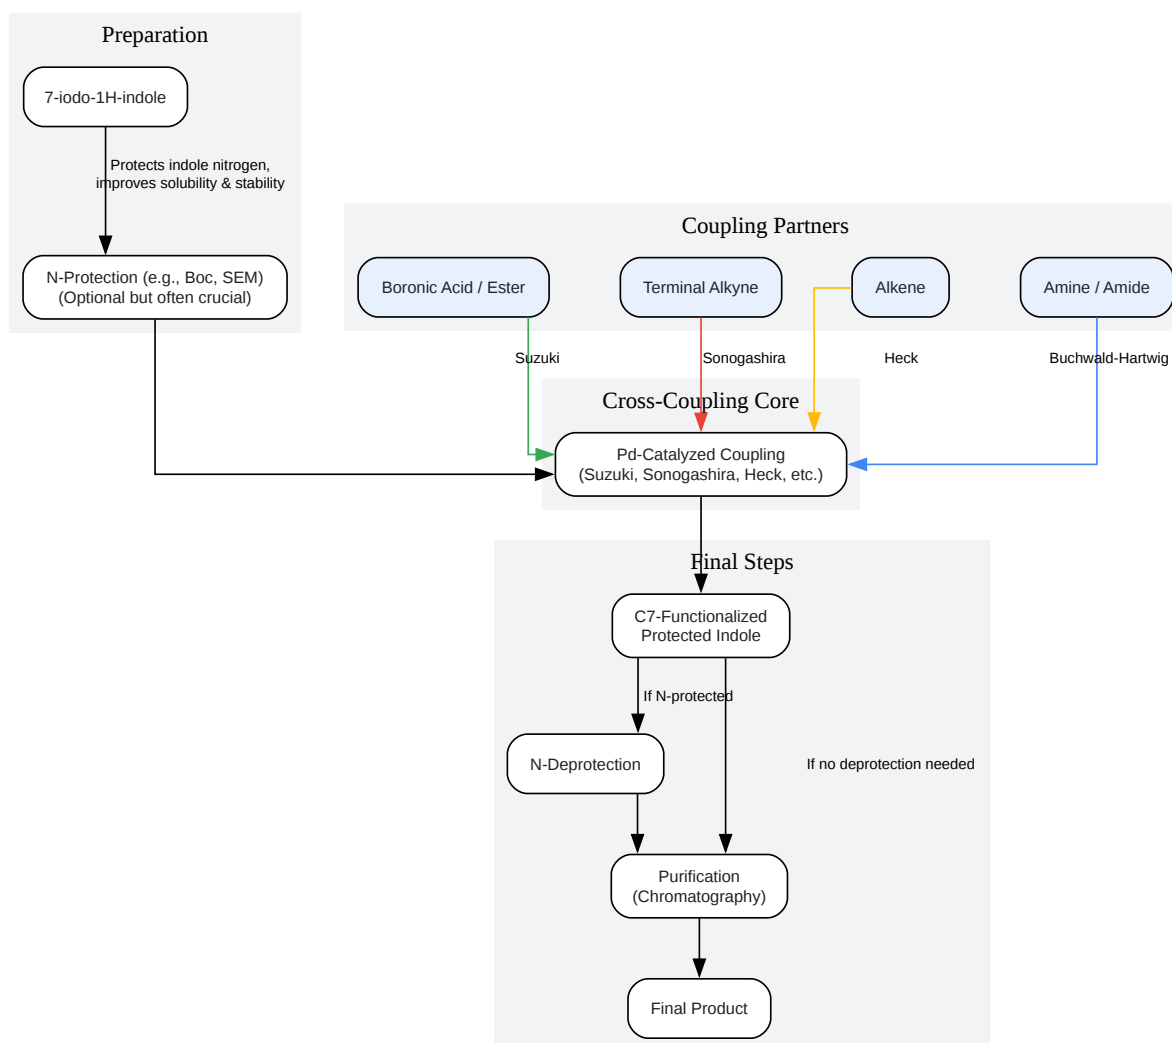 Preparation
7-iodo-1H-indole
Protects indole nitrogen,
improves solubility & stability
N-Protection (e.g., Boc, SEM)
(Optional but often crucial)
Coupling Partners
Boronic Acid / Ester
Terminal Alkyne
Alkene
Amine / Amide
Suzuki
Sonogashira
Heck
Buchwald-Hartwig
Cross-Coupling Core
Pd-Catalyzed Coupling
(Suzuki, Sonogashira, Heck, etc.)
Final Steps
C7-Functionalized
Protected Indole
If N-protected
N-Deprotection
If no deprotection needed
Purification
(Chromatography)
Final Product